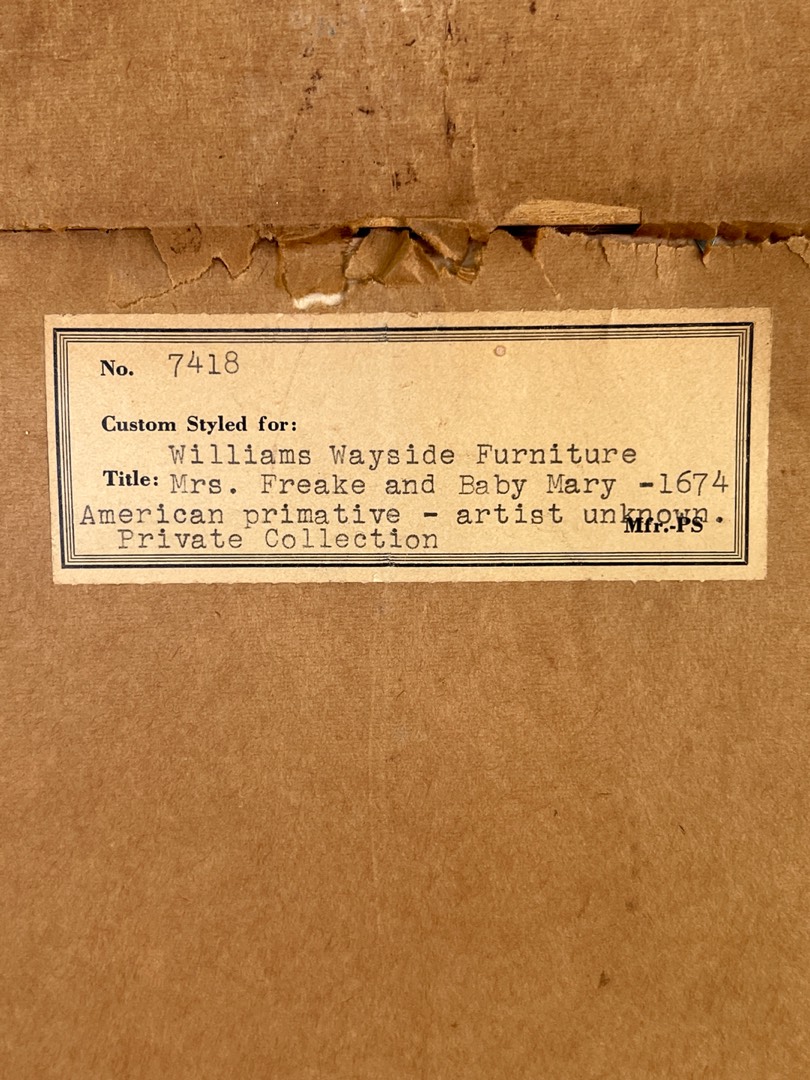 No. 7418
Custom Styled for:
Williams Wayside Furniture
Title: Mrs. Freake and Baby Mary -1674
American primative - artist unknown.
Mfr.-PS
Private Collection